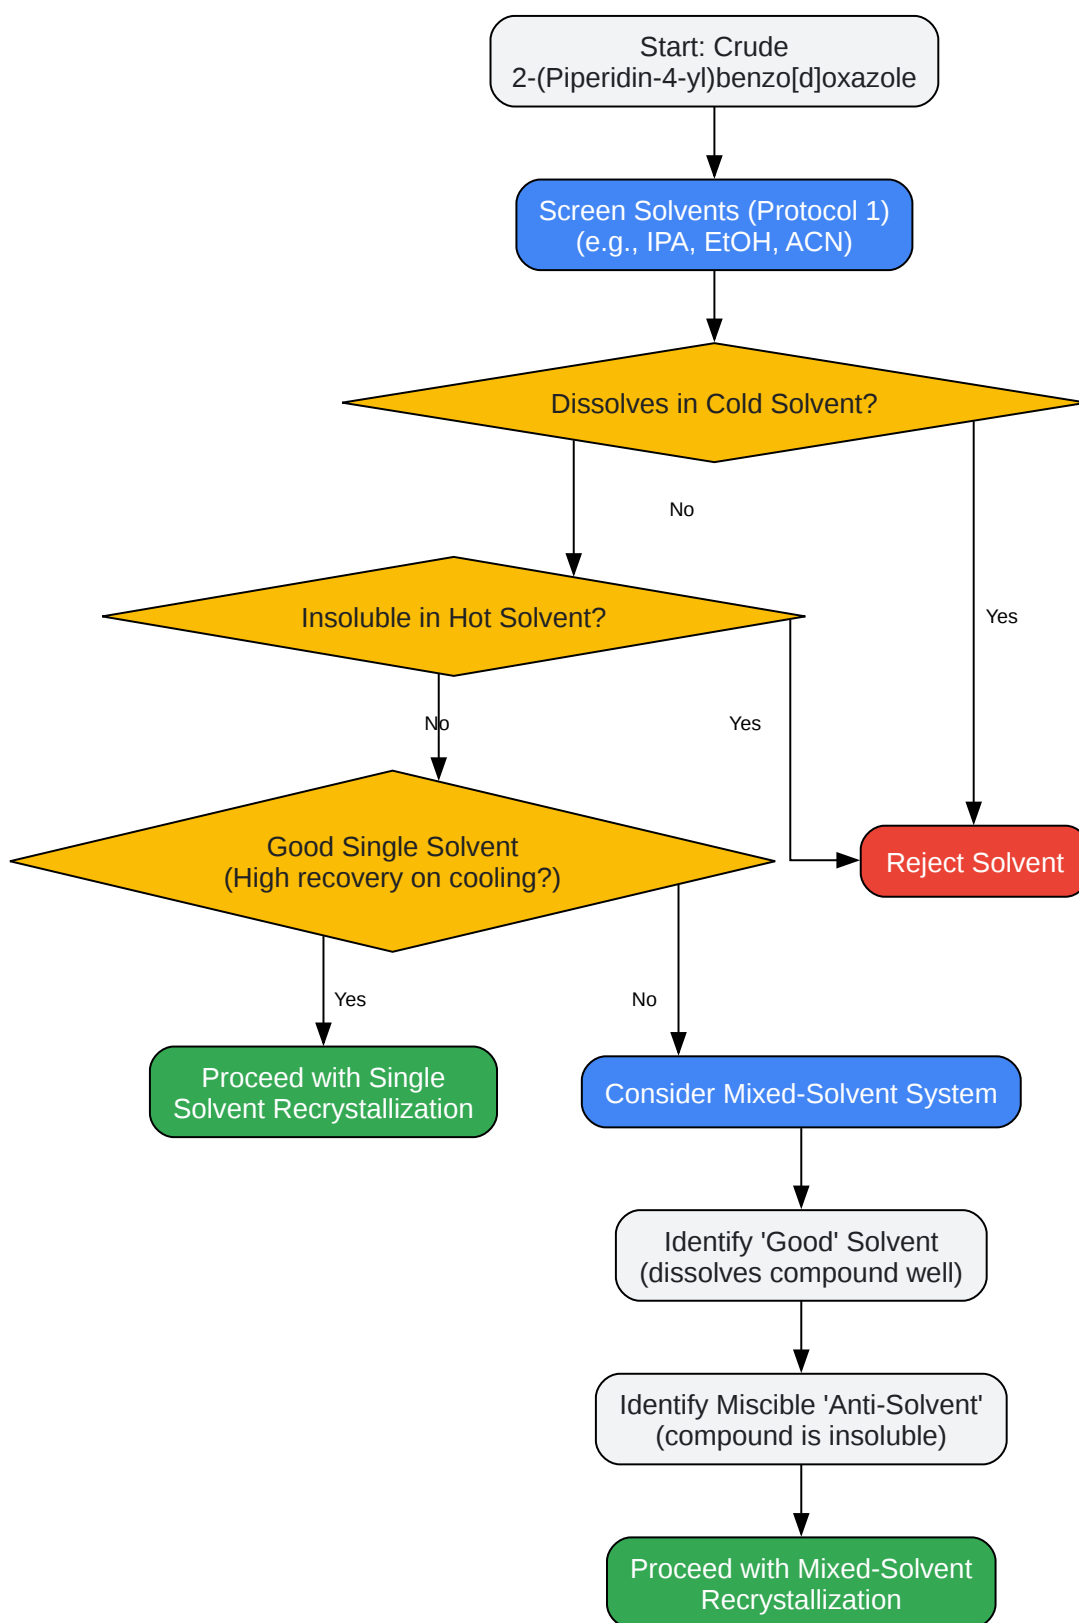 Start: Crude
2-(Piperidin-4-yl)benzo[d]oxazole
Screen Solvents (Protocol 1)
(e.g., IPA, EtOH, ACN)
Dissolves in Cold Solvent?
No
Insoluble in Hot Solvent?
Yes
No
Yes
Good Single Solvent
(High recovery on cooling?)
Reject Solvent
Yes
No
Proceed with Single
Solvent Recrystallization
Consider Mixed-Solvent System
Identify 'Good' Solvent
(dissolves compound well)
Identify Miscible 'Anti-Solvent'
(compound is insoluble)
Proceed with Mixed-Solvent
Recrystallization